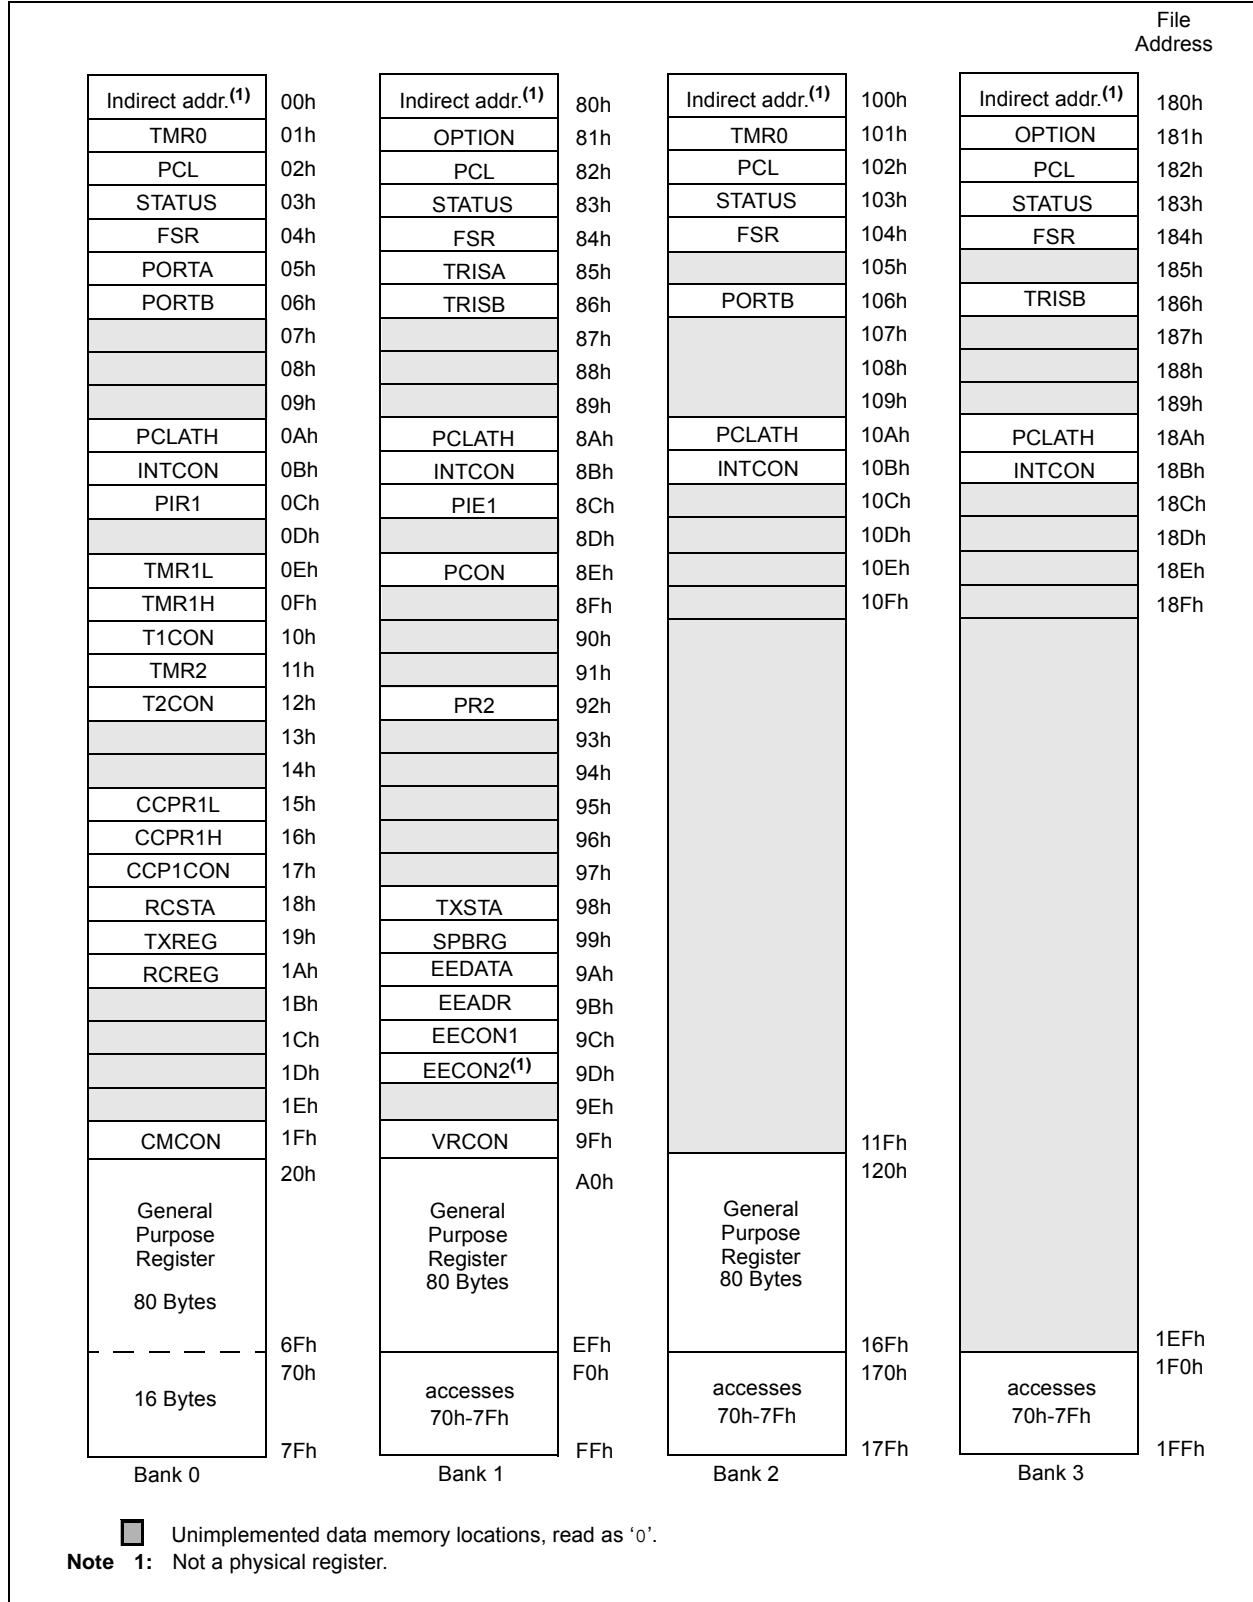 File
Address
Indirect addr.(1) 00h Indirect addr.(1) 80h Indirect addr.(1) 100h Indirect addr.(1) 180h
TMR0 01h OPTION 81h TMR0 101h OPTION 181h
PCL 02h PCL 82h PCL 102h PCL 182h
STATUS 03h STATUS 83h STATUS 103h STATUS 183h
FSR 04h FSR 84h FSR 104h FSR 184h
PORTA 05h TRISA 85h 105h 185h
PORTB 06h TRISB 86h PORTB 106h TRISB 186h
07h 87h 107h 187h
08h 88h 108h 188h
09h 89h 109h 189h
PCLATH 0Ah PCLATH 8Ah PCLATH 10Ah PCLATH 18Ah
INTCON 0Bh INTCON 8Bh INTCON 10Bh INTCON 18Bh
PIR1 0Ch PIE1 8Ch 10Ch 18Ch
0Dh 8Dh 10Dh 18Dh
TMR1L 0Eh PCON 8Eh 10Eh 18Eh
TMR1H 0Fh 8Fh 10Fh 18Fh
T1CON 10h 90h
TMR2 11h 91h
T2CON 12h PR2 92h
13h 93h
14h 94h
CCPR1L 15h 95h
CCPR1H 16h 96h
CCP1CON 17h 97h
RCSTA 18h TXSTA 98h
TXREG 19h SPBRG 99h
RCREG 1Ah EEDATA 9Ah
1Bh EEADR 9Bh
1Ch EECON1 9Ch
1Dh EECON2(1) 9Dh
1Eh 9Eh
CMCON 1Fh VRCON 9Fh 11Fh
20h A0h 120h
General General General
Purpose Purpose Purpose
Register Register Register
80 Bytes 80 Bytes
80 Bytes
6Fh EFh 16Fh 1EFh
70h F0h 170h 1F0h
16 Bytes accesses accesses accesses
70h-7Fh 70h-7Fh 70h-7Fh
7Fh FFh 17Fh 1FFh
Bank 0 Bank 1 Bank 2 Bank 3
Unimplemented data memory locations, read as ‘0’.
Note 1: Not a physical register.